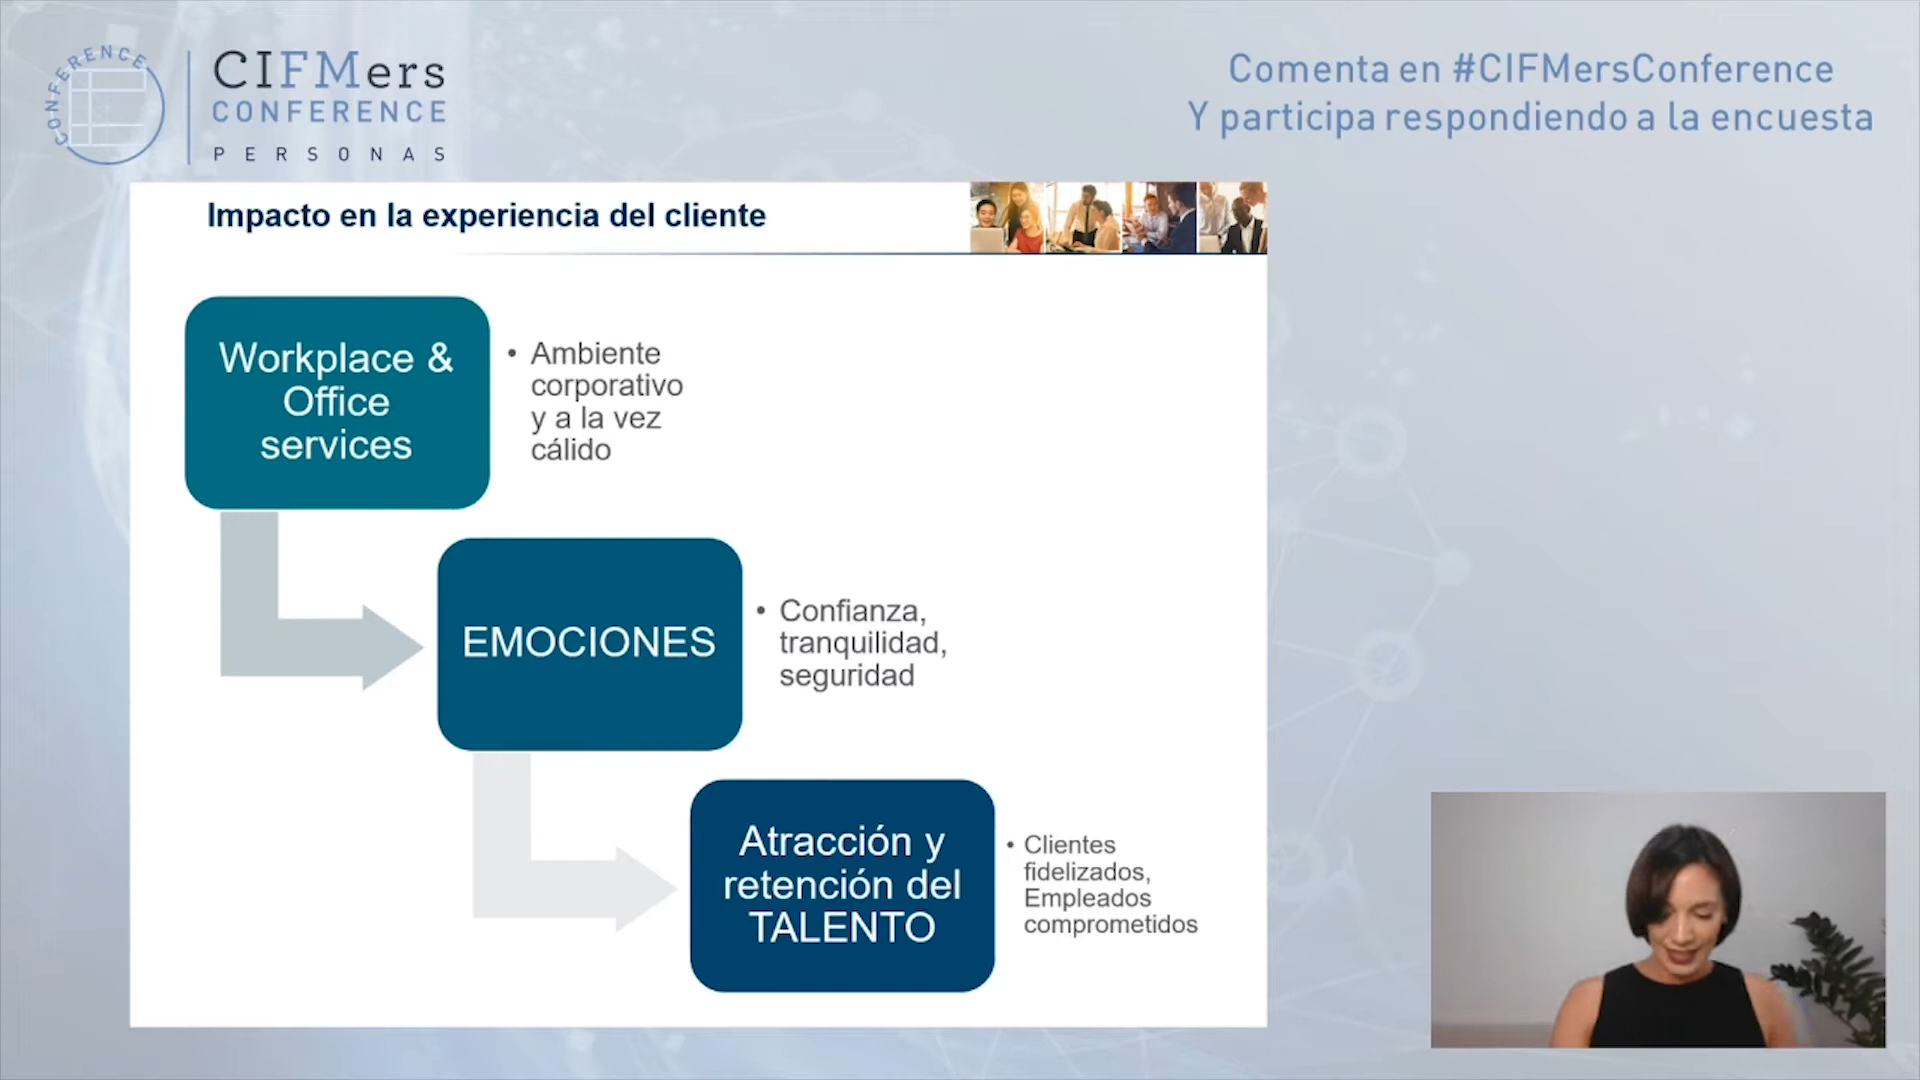 CONFERENCE
CIFMers
CONFERENCE
PERSONAS
Comenta en #CIFMersConference
Y participa respondiendo a la encuesta
Impacto en la experiencia del cliente
Workplace &
Office
services
• Ambiente
corporativo
y a la vez
cálido
EMOCIONES
• Confianza,
tranquilidad,
seguridad
Atracción y
retención del
TALENTO
• Clientes
fidelizados,
Empleados
comprometidos